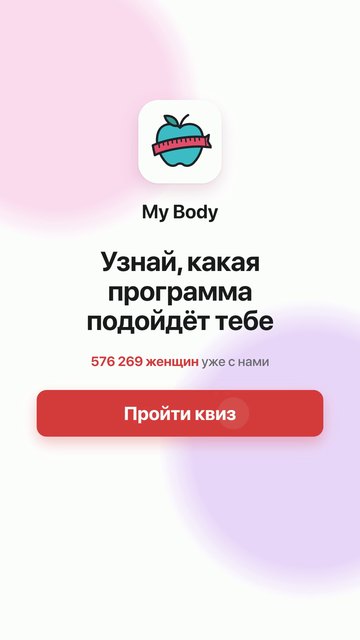 My Body
Узнай, какая
программа
подойдёт тебе
576 269 женщин уже с нами
Пройти квиз